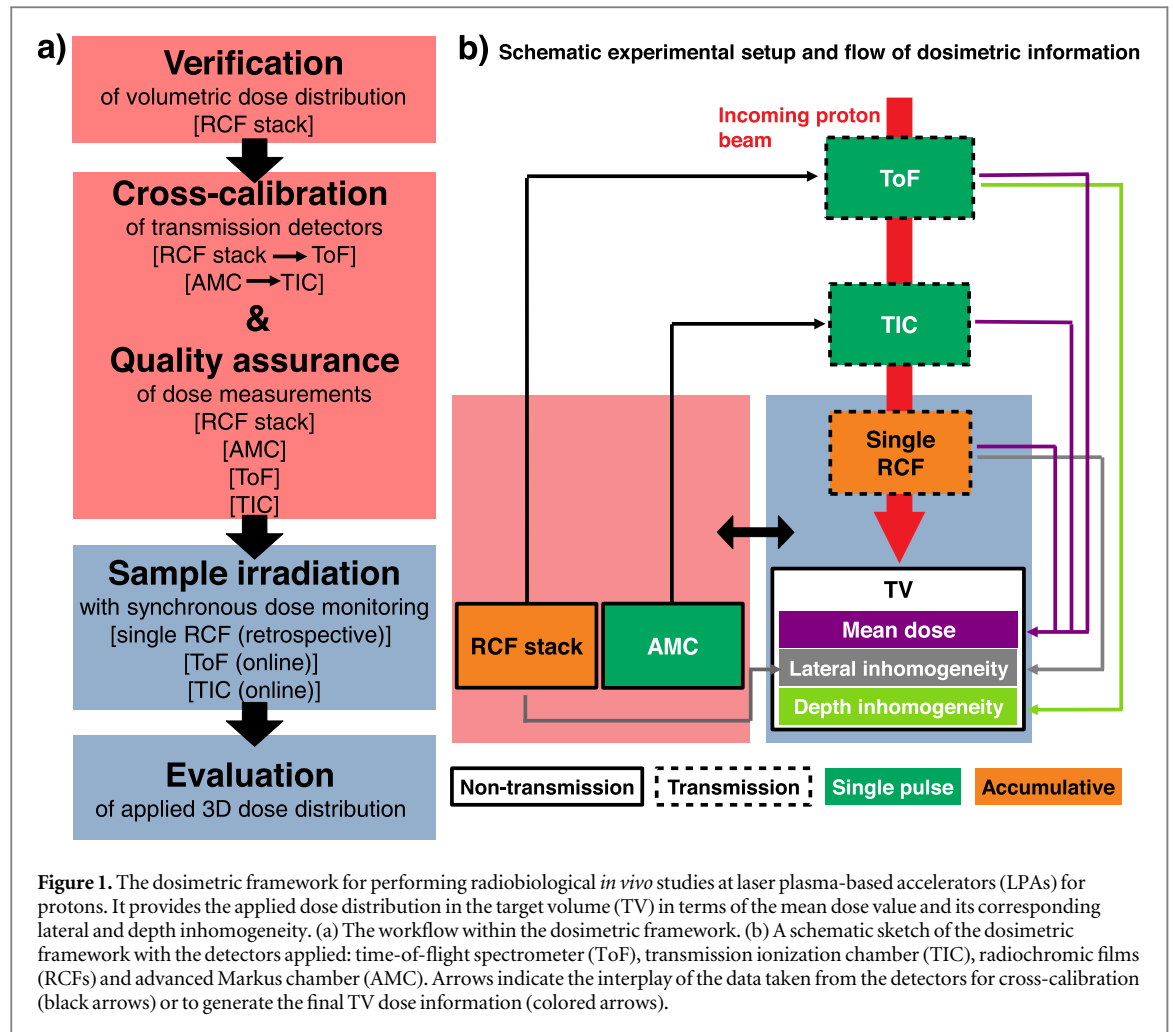 a)
Verification
of volumetric dose distribution
[RCF stack]
Cross-calibration
of transmission detectors
[RCF stack → ToF]
[AMC → TIC]
&
Quality assurance
of dose measurements
[RCF stack]
[AMC]
[ToF]
[TIC]
Sample irradiation
with synchronous dose monitoring
[single RCF (retrospective)]
[ToF (online)]
[TIC (online)]
Evaluation
of applied 3D dose distribution
b) Schematic experimental setup and flow of dosimetric information
Incoming proton
beam
ToF
TIC
Single
RCF
TV
Mean dose
Lateral inhomogeneity
Depth inhomogeneity
RCF stack
AMC
Non-transmission
Transmission
Single pulse
Accumulative
Figure 1. The dosimetric framework for performing radiobiological in vivo studies at laser plasma-based accelerators (LPAs) for
protons. It provides the applied dose distribution in the target volume (TV) in terms of the mean dose value and its corresponding
lateral and depth inhomogeneity. (a) The workflow within the dosimetric framework. (b) A schematic sketch of the dosimetric
framework with the detectors applied: time-of-flight spectrometer (ToF), transmission ionization chamber (TIC), radiochromic films
(RCFs) and advanced Markus chamber (AMC). Arrows indicate the interplay of the data taken from the detectors for cross-calibration
(black arrows) or to generate the final TV dose information (colored arrows).